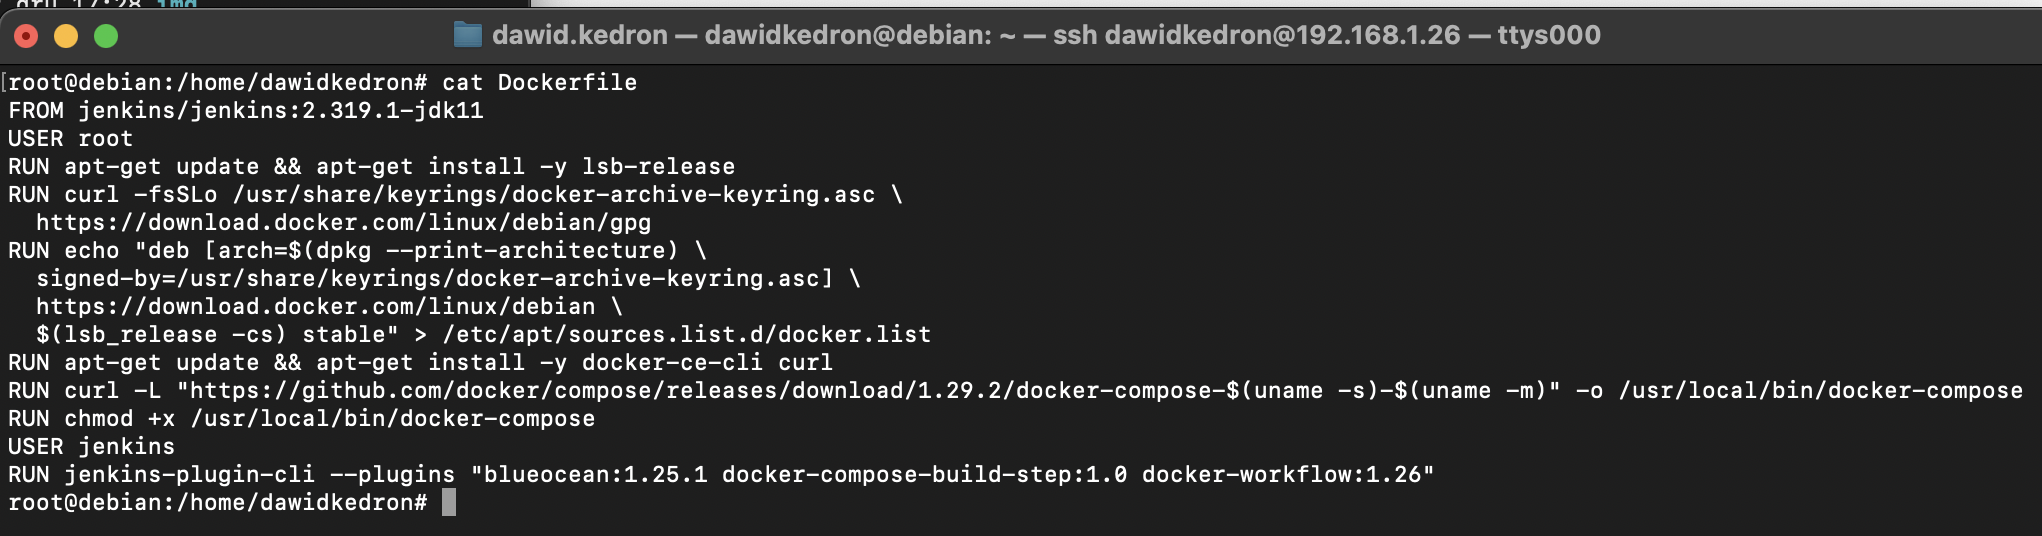 dawid.kedron — dawidkedron@debian: ~ — ssh dawidkedron@192.168.1.26 — ttys000
[root@debian:/home/dawidkedron# cat Dockerfile
FROM jenkins/jenkins:2.319.1-jdk11
USER root
RUN apt-get update && apt-get install -y lsb-release
RUN curl -fsSLo /usr/share/keyrings/docker-archive-keyring.asc \
  https://download.docker.com/linux/debian/gpg
RUN echo "deb [arch=$(dpkg --print-architecture) \
  signed-by=/usr/share/keyrings/docker-archive-keyring.asc] \
  https://download.docker.com/linux/debian \
  $(lsb_release -cs) stable" > /etc/apt/sources.list.d/docker.list
RUN apt-get update && apt-get install -y docker-ce-cli curl
RUN curl -L "https://github.com/docker/compose/releases/download/1.29.2/docker-compose-$(uname -s)-$(uname -m)" -o /usr/local/bin/docker-compose
RUN chmod +x /usr/local/bin/docker-compose
USER jenkins
RUN jenkins-plugin-cli --plugins "blueocean:1.25.1 docker-compose-build-step:1.0 docker-workflow:1.26"
root@debian:/home/dawidkedron#